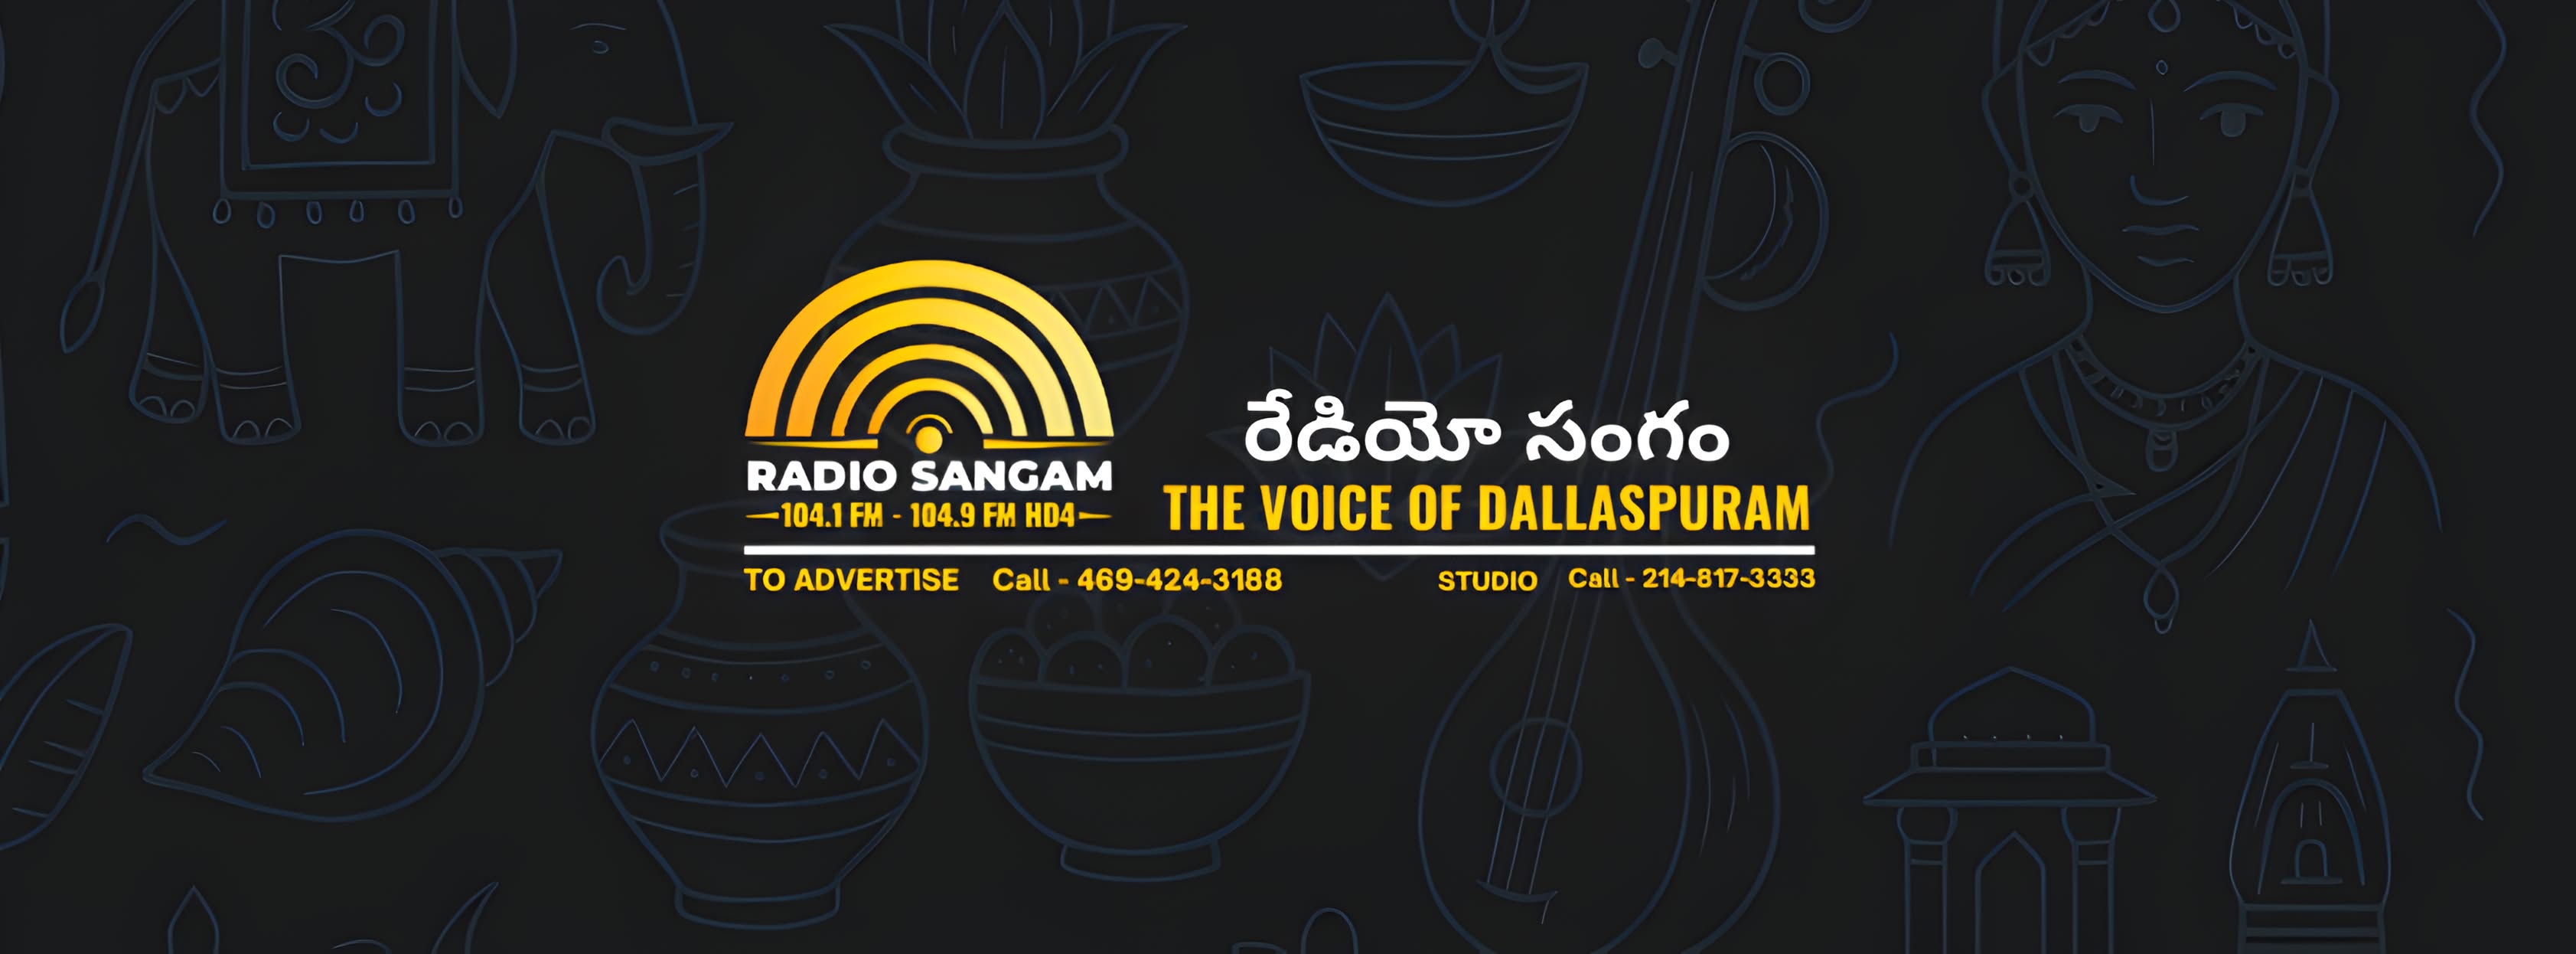 RADIO SANGAM
104.1 FM - 104.9 FM HD4
రేడియో సంగం
THE VOICE OF DALLASPURAM
TO ADVERTISE Call - 469-424-3188
STUDIO Call - 214-817-3333